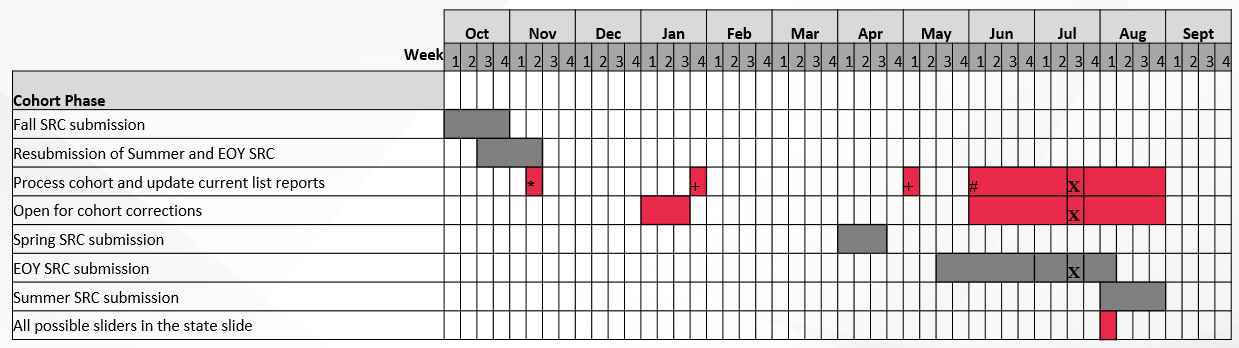 Oct Nov Dec Jan Feb Mar Apr May Jun Jul Aug Sept
Week 1 2 3 4 1 2 3 4 1 2 3 4 1 2 3 4 1 2 3 4 1 2 3 4 1 2 3 4 1 2 3 4 1 2 3 4 1 2 3 4 1 2 3 4 1 2 3 4
Cohort Phase
Fall SRC submission
Resubmission of Summer and EOY SRC
Process cohort and update current list reports * + + # X
Open for cohort corrections X
Spring SRC submission
EOY SRC submission X
Summer SRC submission
All possible sliders in the state slide